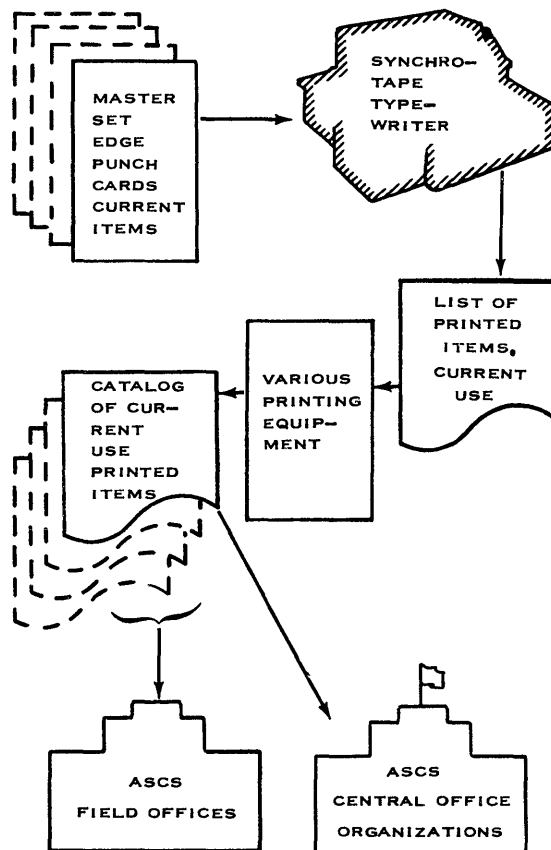 MASTER
SET
EDGE
PUNCH
CARDS
CURRENT
ITEMS
SYNCHRO-
TAPE
TYPE-
WRITER
LIST OF
PRINTED
ITEMS,
CURRENT
USE
VARIOUS
PRINTING
EQUIP-
MENT
CATALOG
OF CUR-
RENT
USE
PRINTED
ITEMS
ASCS
FIELD OFFICES
ASCS
CENTRAL OFFICE
ORGANIZATIONS